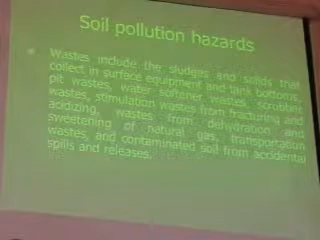 Soil pollution hazards
Wastes include the sludges and solids that
collect in surface equipment and tank bottoms,
pit wastes, water softener wastes, scrubber
wastes, stimulation wastes from fracturing and
acidizing, wastes from dehydration and
sweetening of natural gas, transportation
wastes, and contaminated soil from accidental
spills and releases.